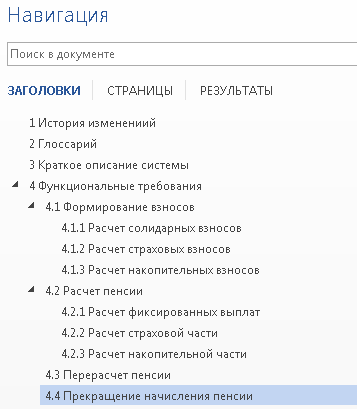 Навигация
Поиск в документе
ЗАГОЛОВКИ СТРАНИЦЫ РЕЗУЛЬТАТЫ
1 История измененийй
2 Глоссарий
3 Краткое описание системы
4 Функциональные требования
4.1 Формирование взносов
4.1.1 Расчет солидарных взносов
4.1.2 Расчет страховых взносов
4.1.3 Расчет накопительных взносов
4.2 Расчет пенсии
4.2.1 Расчет фиксированных выплат
4.2.2 Расчет страховой части
4.2.3 Расчет накопительной части
4.3 Перерасчет пенсии
4.4 Прекращение начисления пенсии